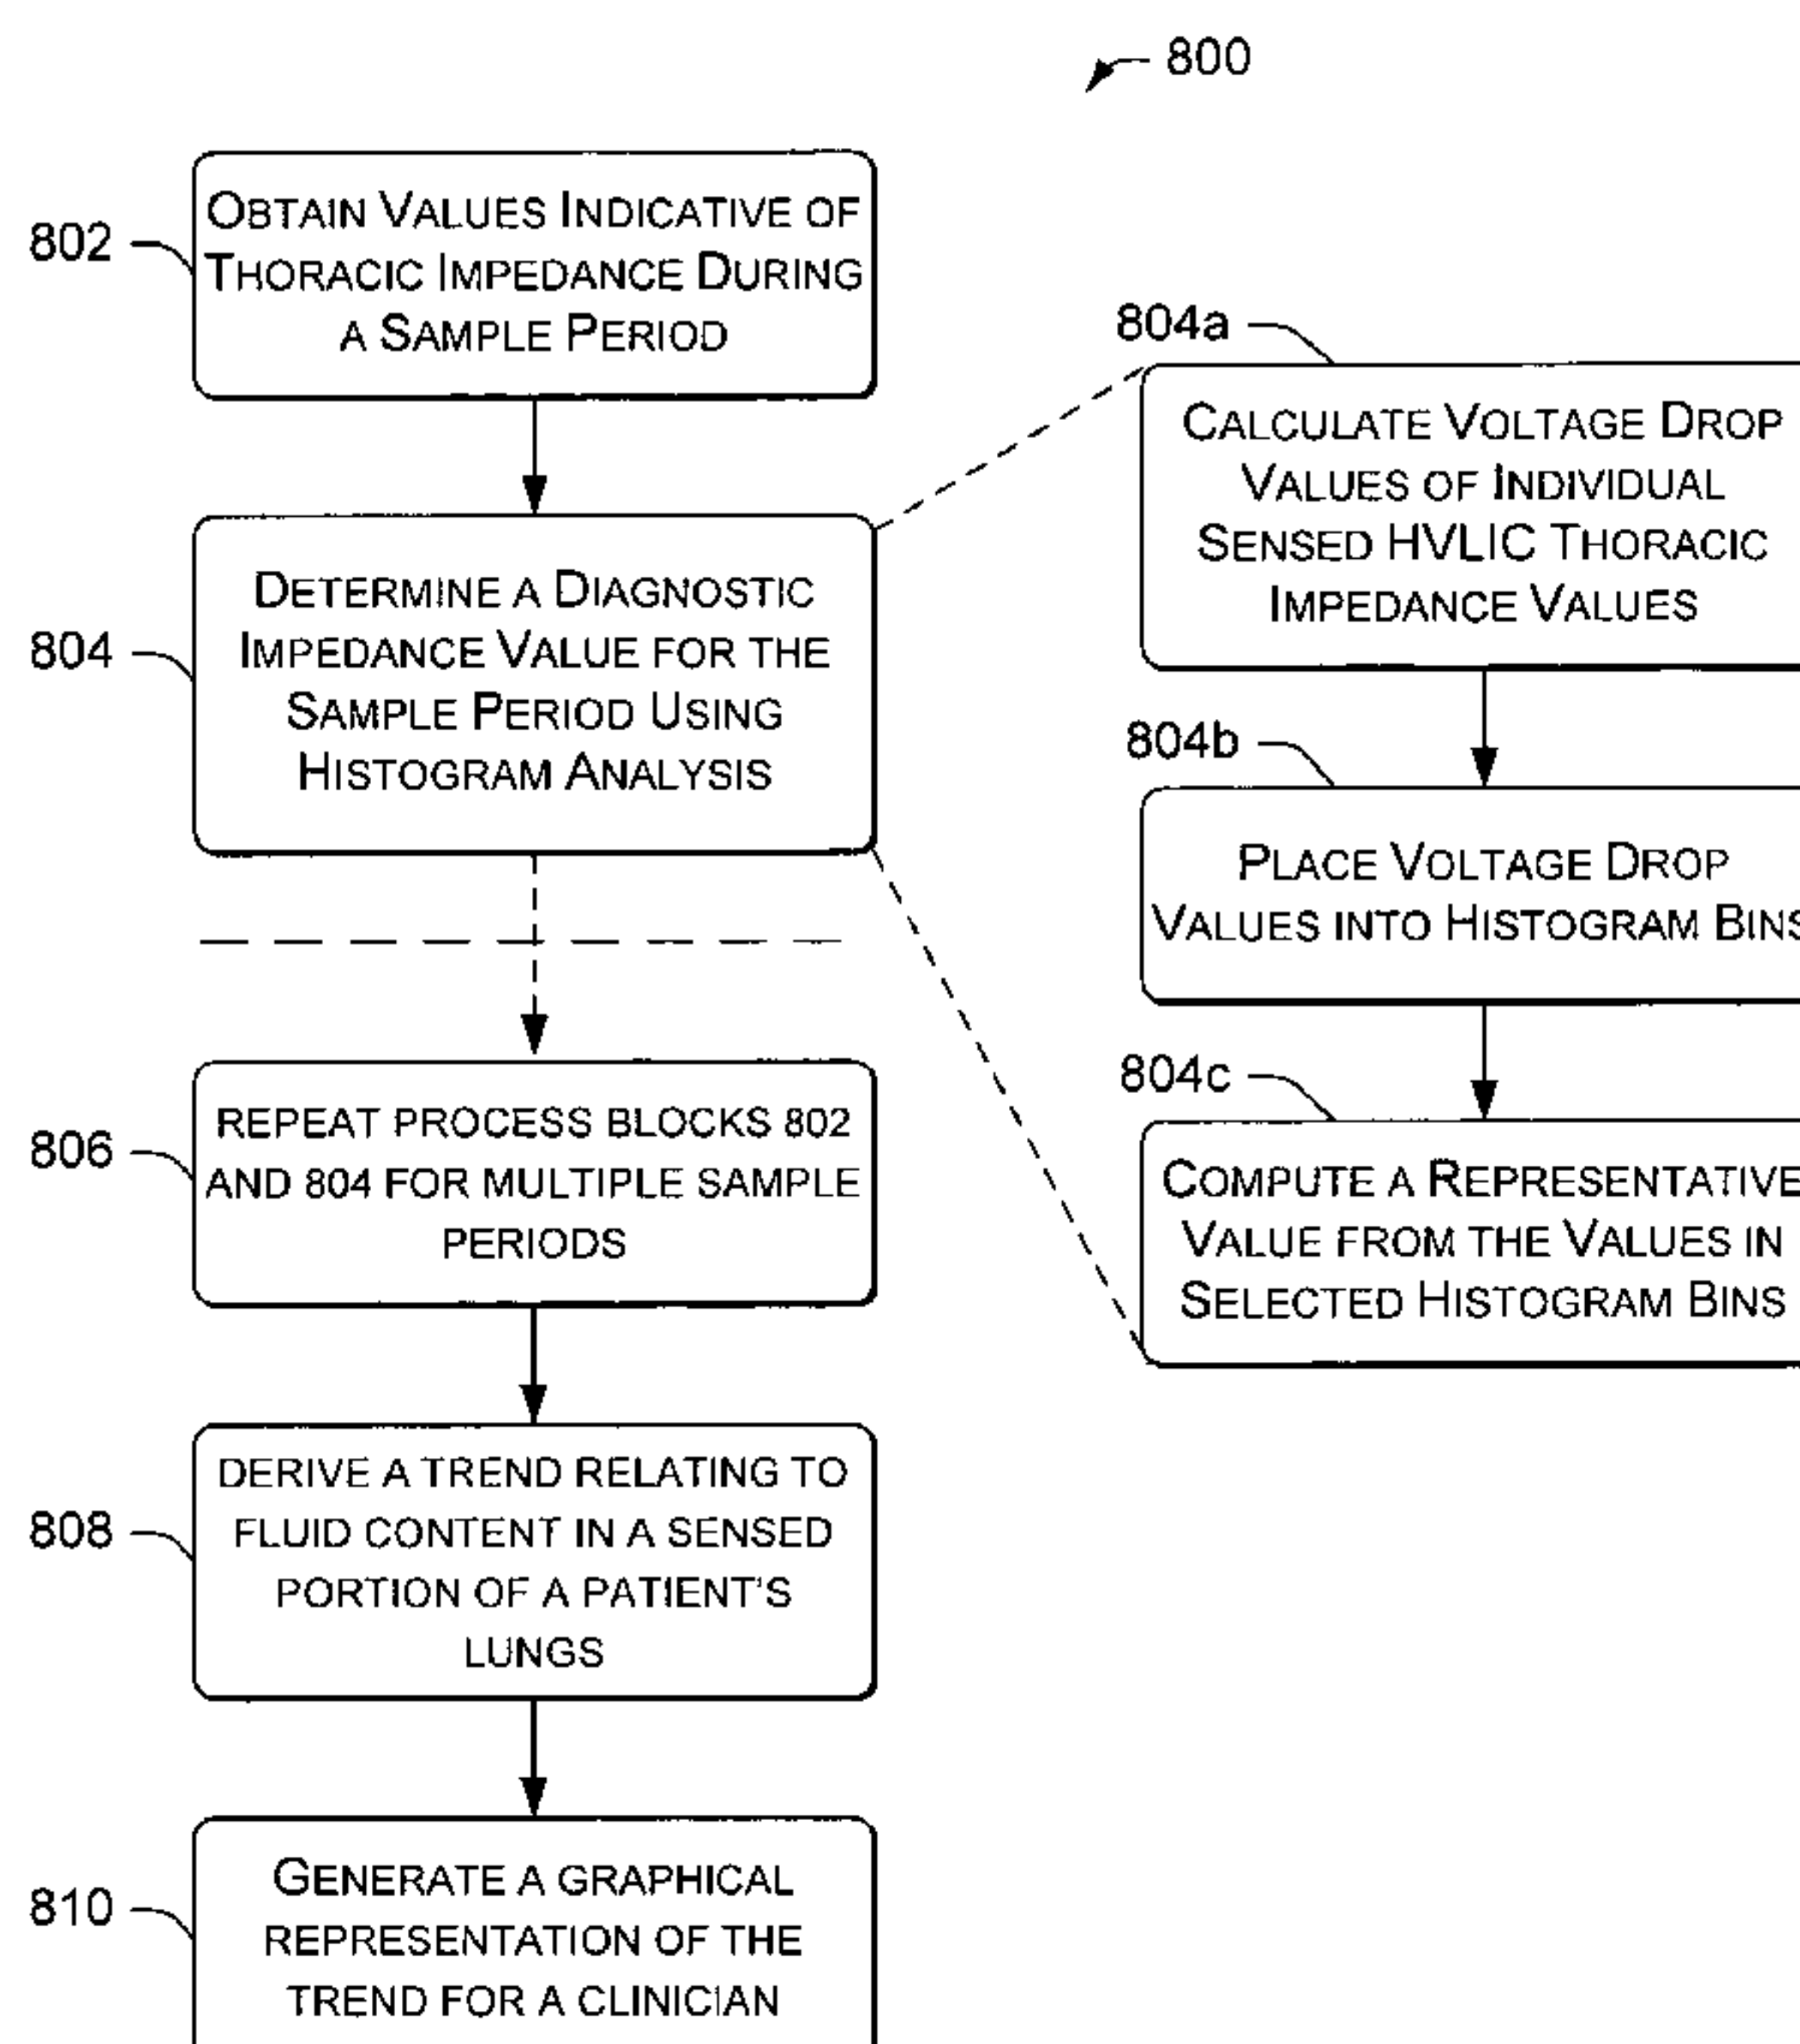 800
802
OBTAIN VALUES INDICATIVE OF
THORACIC IMPEDANCE DURING
A SAMPLE PERIOD
804
DETERMINE A DIAGNOSTIC
IMPEDANCE VALUE FOR THE
SAMPLE PERIOD USING
HISTOGRAM ANALYSIS
804a
CALCULATE VOLTAGE DROP
VALUES OF INDIVIDUAL
SENSED HVLIC THORACIC
IMPEDANCE VALUES
804b
PLACE VOLTAGE DROP
VALUES INTO HISTOGRAM BINS
804c
COMPUTE A REPRESENTATIVE
VALUE FROM THE VALUES IN
SELECTED HISTOGRAM BINS
806
REPEAT PROCESS BLOCKS 802
AND 804 FOR MULTIPLE SAMPLE
PERIODS
808
DERIVE A TREND RELATING TO
FLUID CONTENT IN A SENSED
PORTION OF A PATIENT'S
LUNGS
810
GENERATE A GRAPHICAL
REPRESENTATION OF THE
TREND FOR A CLINICIAN